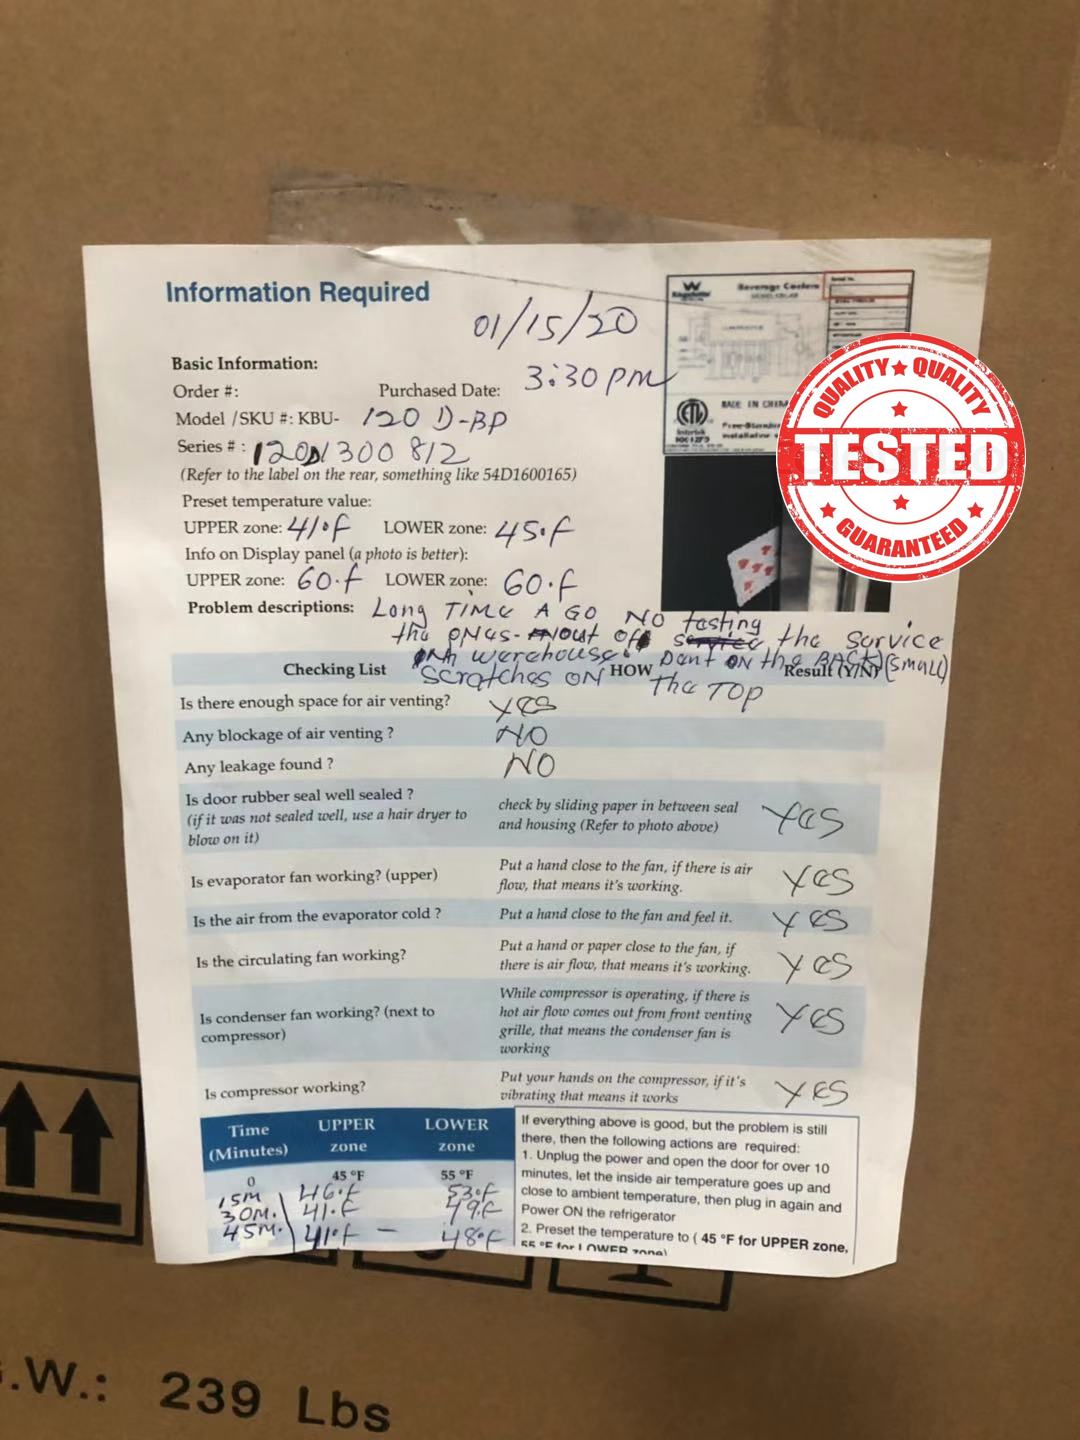 Information Required
01/15/20
Basic Information:
Order #: Purchased Date: 3:30 pm
Model /SKU #: KBU- 120 D-BP
Series # : 120D1300812
(Refer to the label on the rear, something like 54D1600165)
Preset temperature value:
UPPER zone: 41°f LOWER zone: 45°f
Info on Display panel (a photo is better):
UPPER zone: 60°f LOWER zone: 60°f
Problem descriptions: Long TIMe A GO NO testing
the ones- out of the Service
warehouse. Dent ON the BACK (small)
Scratches ON the TOP
Checking List HOW Result (Y/N)
Is there enough space for air venting? Yes
Any blockage of air venting ? NO
Any leakage found ? NO
Is door rubber seal well sealed ?
(if it was not sealed well, use a hair dryer to
blow on it)
check by sliding paper in between seal
and housing (Refer to photo above)
Yes
Is evaporator fan working? (upper)
Put a hand close to the fan, if there is air
flow, that means it's working.
Yes
Is the air from the evaporator cold ? Put a hand close to the fan and feel it. Yes
Is the circulating fan working?
Put a hand or paper close to the fan, if
there is air flow, that means it's working.
Yes
Is condenser fan working? (next to
compressor)
While compressor is operating, if there is
hot air flow comes out from front venting
grille, that means the condenser fan is
working
Yes
Is compressor working?
Put your hands on the compressor, if it's
vibrating that means it works
Yes
Time (Minutes) UPPER zone LOWER zone
0 45 °F 55 °F
15M 46°f 53°f
30M. 41°f 49f
45M. 41°f - 48°f
If everything above is good, but the problem is still
there, then the following actions are required:
1. Unplug the power and open the door for over 10
minutes, let the inside air temperature goes up and
close to ambient temperature, then plug in again and
Power ON the refrigerator
2. Preset the temperature to ( 45 °F for UPPER zone,
55 °F for LOWER zone)
Beverage Coolers
Intertek
MADE IN CHINA
QUALITY ★ QUALITY
TESTED
GUARANTEED
.W.: 239 Lbs